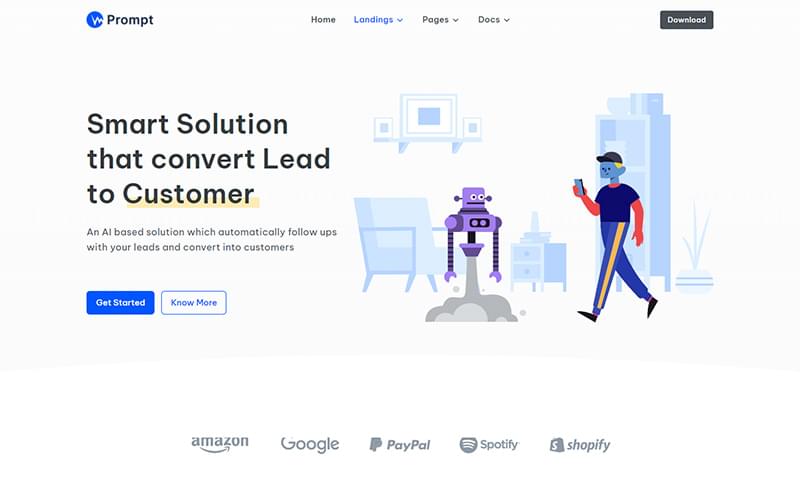 Prompt
Home Landings Pages Docs Download
Smart Solution
that convert Lead
to Customer
An AI based solution which automatically follow ups
with your leads and convert into customers
Get Started Know More
amazon Google PayPal Spotify shopify